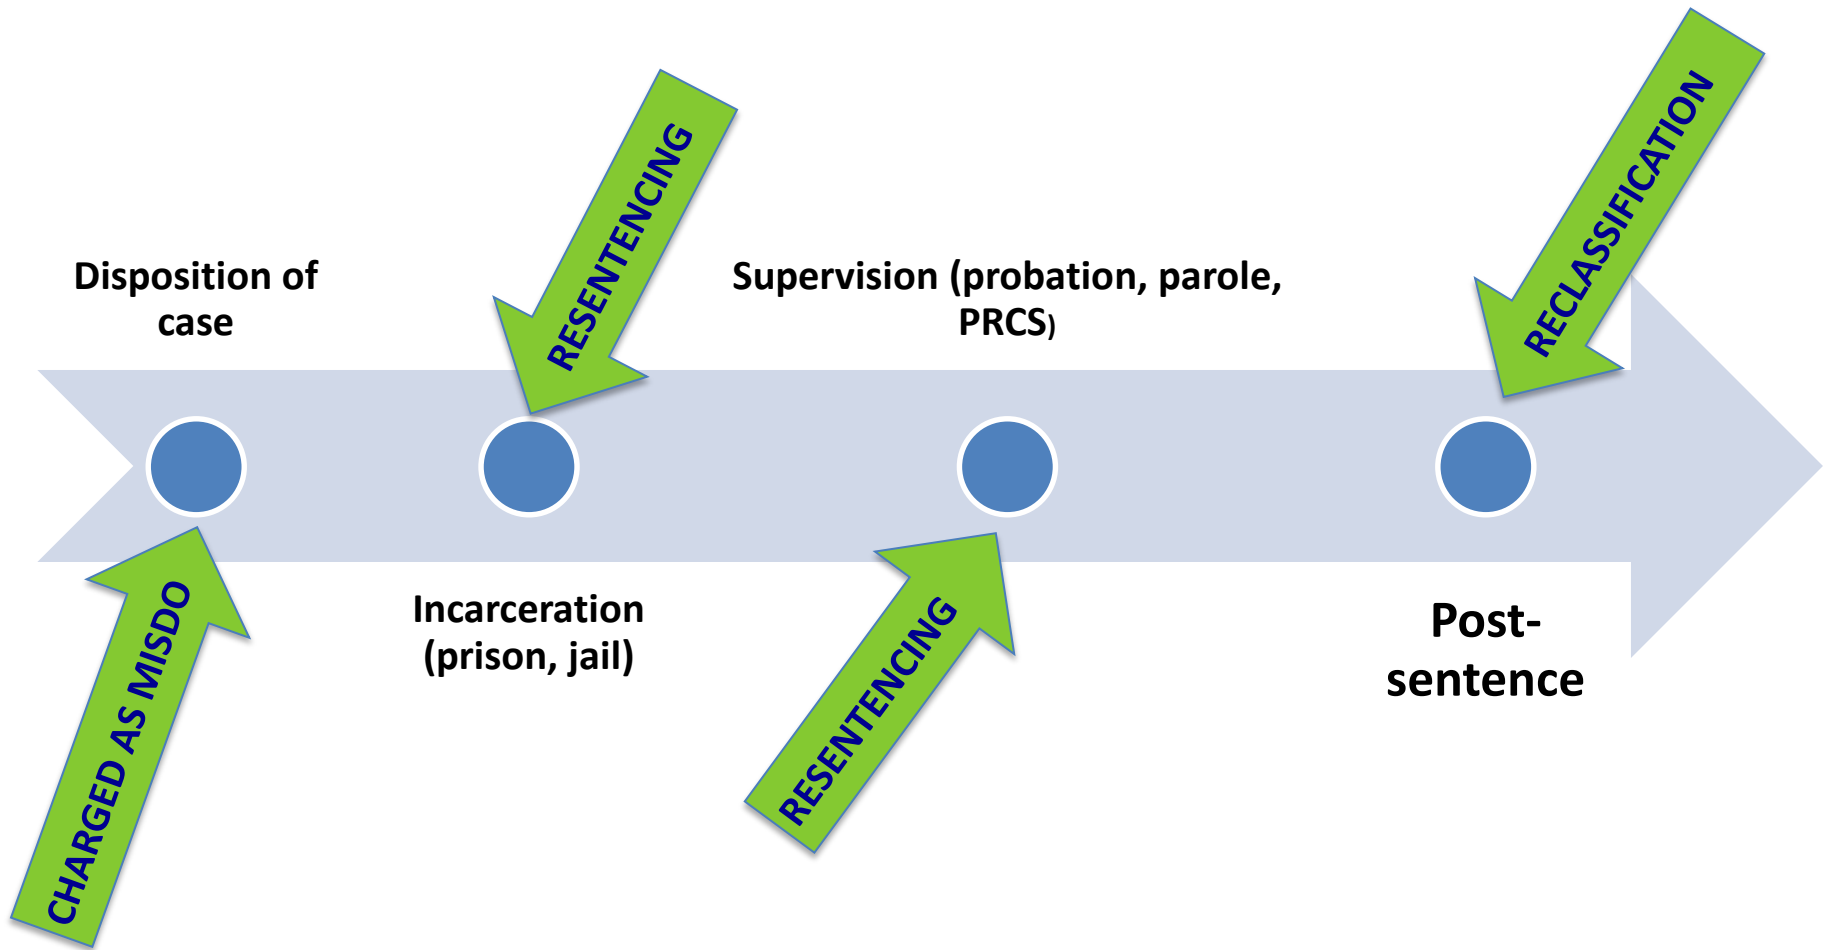 Disposition of
case
RESENTENCING
Supervision (probation, parole,
PRCS)
RECLASSIFICATION
CHARGED AS MISDO
Incarceration
(prison, jail)
RESENTENCING
Post-
sentence